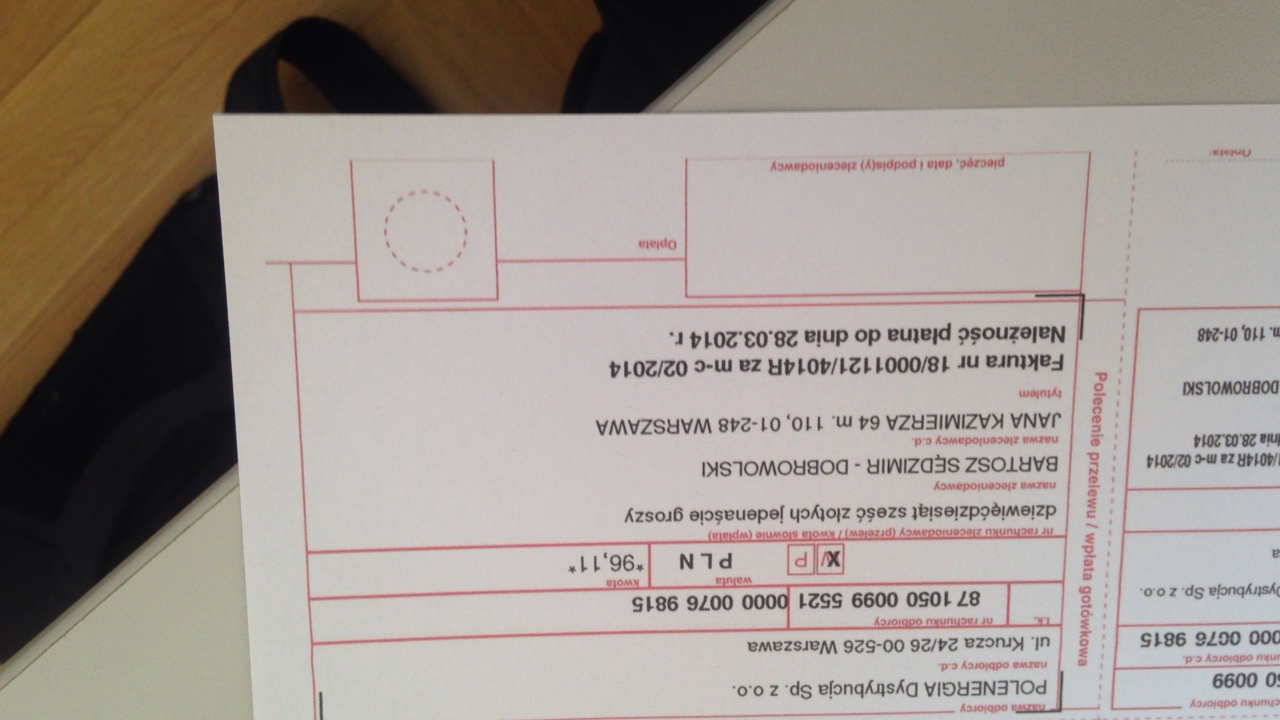 nazwa odbiorcy
POLENERGIA Dystrybucja Sp. z o.o.
nazwa odbiorcy c.d.
ul. Krucza 24/26 00-526 Warszawa
l.k.
nr rachunku odbiorcy
87 1050 0099 5521 0000 0076 9815
waluta
kwota
X P
PLN
*96,11*
nr rachunku zleceniodawcy (przelew) / kwota słownie (wpłata)
dziewięćdziesiąt sześć złotych jedenaście groszy
nazwa zleceniodawcy
BARTOSZ SĘDZIMIR - DOBROWOLSKI
nazwa zleceniodawcy c.d.
JANA KAZIMIERZA 64 m. 110, 01-248 WARSZAWA
tytułem
Faktura nr 18/0001121/4014R za m-c 02/2014
Należność płatna do dnia 28.03.2014 r.
pieczęć, data i podpis(y) zleceniodawcy
Opłata
Polecenie przelewu / wpłata gotówkowa
chunku odbiorcy
50 0099
nku odbiorcy c.d.
000 0076 9815
Dystrybucja Sp. z o.o.
a
/4014R za m-c 02/2014
nia 28.03.2014
DOBROWOLSKI
m. 110, 01-248
Opłata: